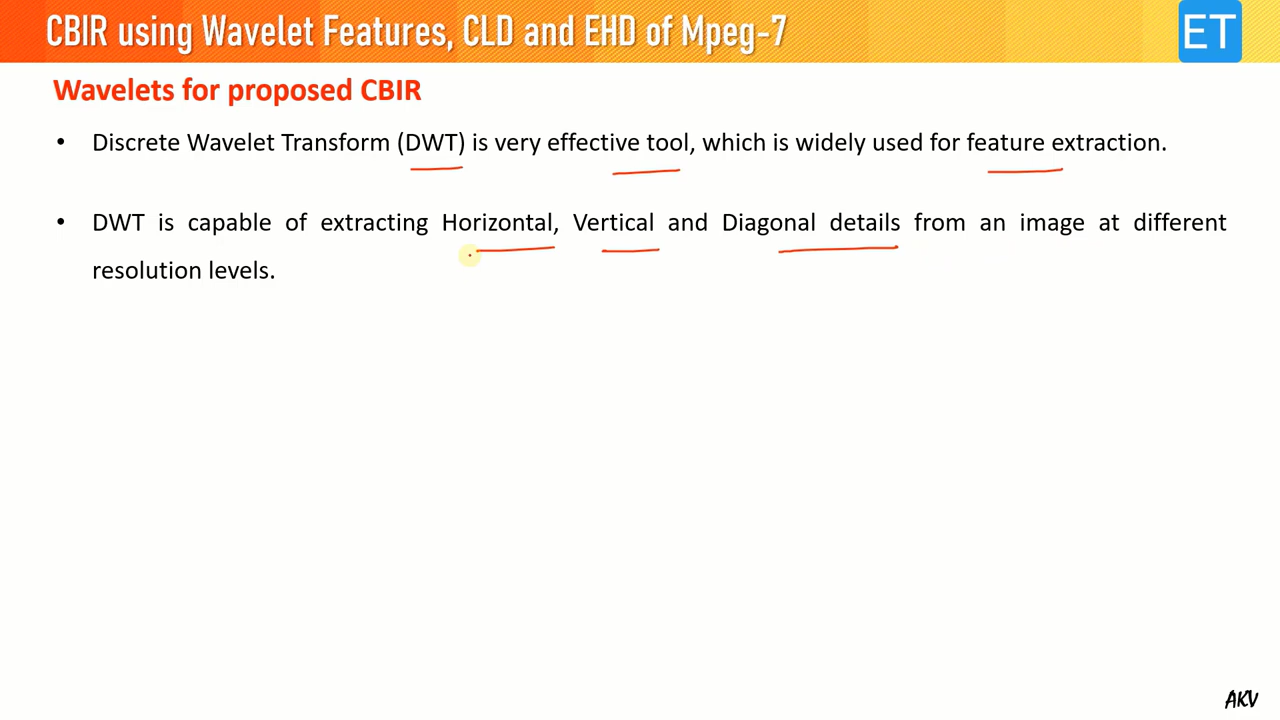 CBIR using Wavelet Features, CLD and EHD of Mpeg-7
ET
Wavelets for proposed CBIR
• Discrete Wavelet Transform (DWT) is very effective tool, which is widely used for feature extraction.
• DWT is capable of extracting Horizontal, Vertical and Diagonal details from an image at different
resolution levels.
AKV